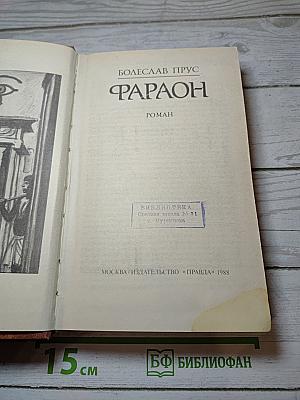 БОЛЕСЛАВ ПРУС
ФАРАОН
РОМАН
БИБЛИОТЕКА
МОСКВА ИЗДАТЕЛЬСТВО «ПРАВДА» 1988
15 см
БФ БИБЛИОФАН